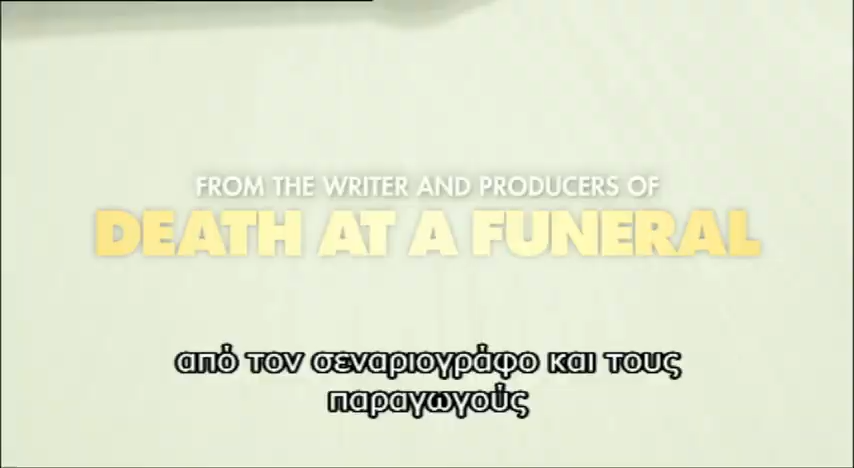 FROM THE WRITER AND PRODUCERS OF
DEATH AT A FUNERAL
από τον σεναριογράφο και τους
παραγωγούς